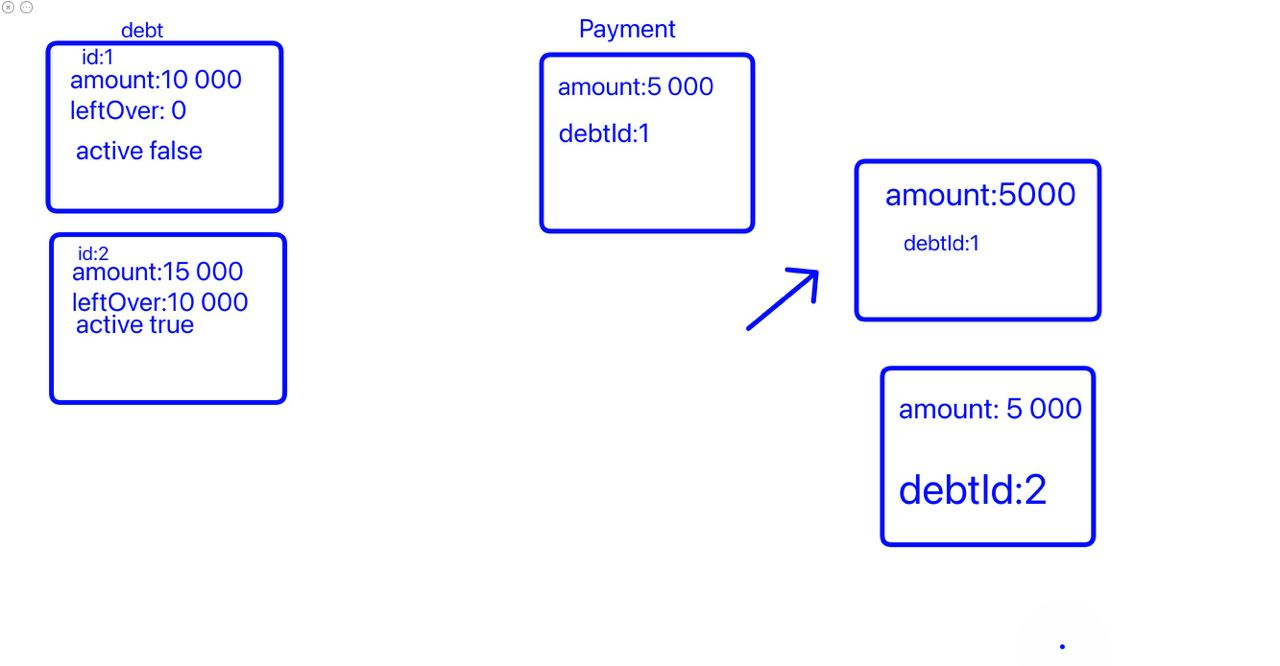 debt
id:1
amount:10 000
leftOver: 0
active false
id:2
amount:15 000
leftOver:10 000
active true
Payment
amount:5 000
debtId:1
amount:5000
debtId:1
amount: 5 000
debtId:2